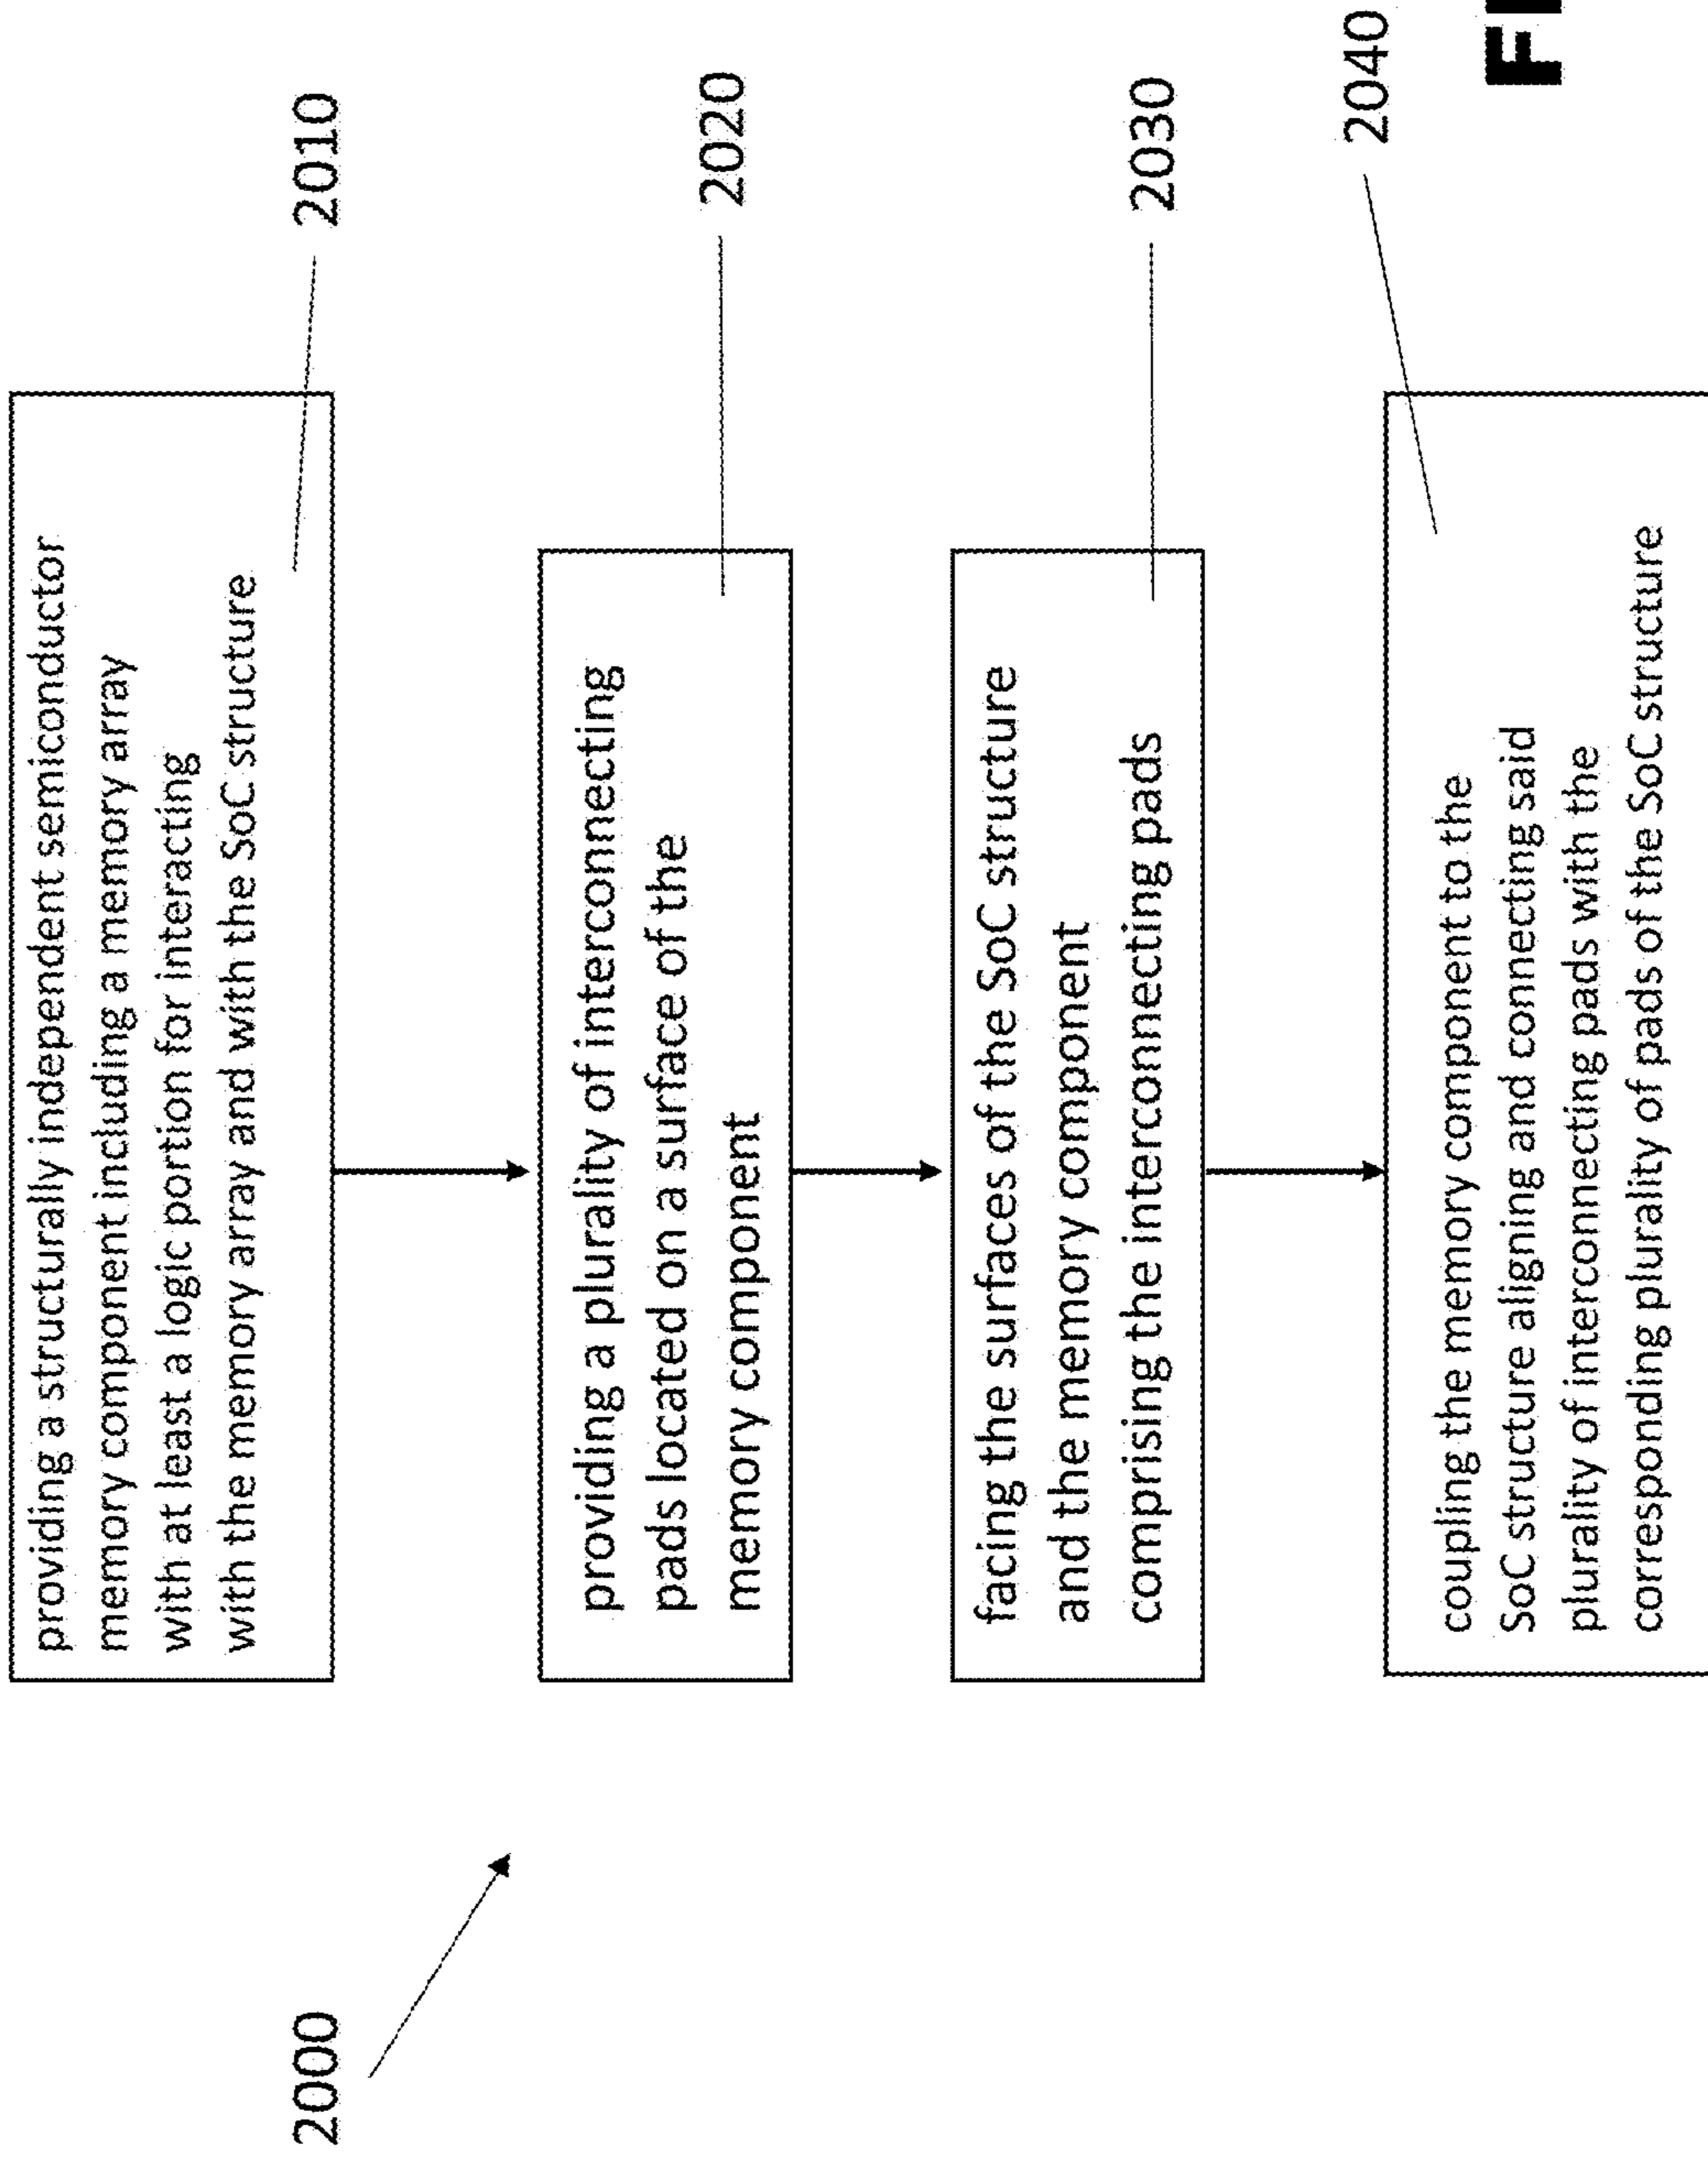 2000
providing a structurally independent semiconductor
memory component including a memory array
with at least a logic portion for interacting
with the memory array and with the SoC structure
2010
providing a plurality of interconnecting
pads located on a surface of the
memory component
2020
facing the surfaces of the SoC structure
and the memory component
comprising the interconnecting pads
2030
coupling the memory component to the
SoC structure aligning and connecting said
plurality of interconnecting pads with the
corresponding plurality of pads of the SoC structure
2040